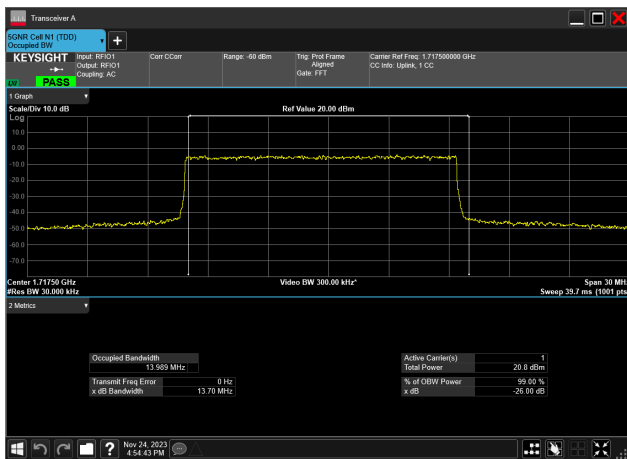 Transceiver A
5GNR Cell N1 (TDD)
Occupied BW
+
KEYSIGHT
LV PASS
Input: RFIO1
Output: RFIO1
Coupling: AC
Corr CCorr
Range: -60 dBm
Trig: Prot Frame
Aligned
Gate: FFT
Carrier Ref Freq: 1.717500000 GHz
CC Info: Uplink, 1 CC
1 Graph
Scale/Div 10.0 dB
Ref Value 20.00 dBm
Log
10.0
0.00
-10.0
-20.0
-30.0
-40.0
-50.0
-60.0
-70.0
Center 1.71750 GHz
Video BW 300.00 kHz*
Span 30 MHz
#Res BW 30.000 kHz
Sweep 39.7 ms (1001 pts
2 Metrics
Occupied Bandwidth
13.989 MHz
Transmit Freq Error 0 Hz
x dB Bandwidth 13.70 MHz
Active Carrier(s) 1
Total Power 20.8 dBm
% of OBW Power 99.00 %
x dB -26.00 dB
?
Nov 24, 2023
4:54:43 PM